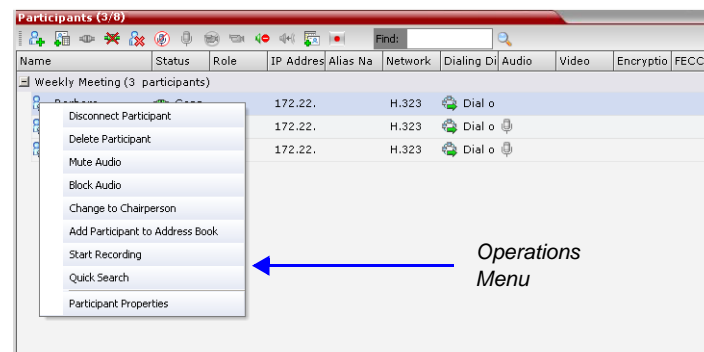 Participants (3/8)
Find:
Name Status Role IP Addres Alias Na Network Dialing Di Audio Video Encryptio FECC
Weekly Meeting (3 participants)
172.22. H.323 Dial o
Disconnect Participant
172.22. H.323 Dial o
Delete Participant
172.22. H.323 Dial o
Mute Audio
Block Audio
Change to Chairperson
Add Participant to Address Book
Start Recording
Quick Search
Participant Properties
Operations
Menu